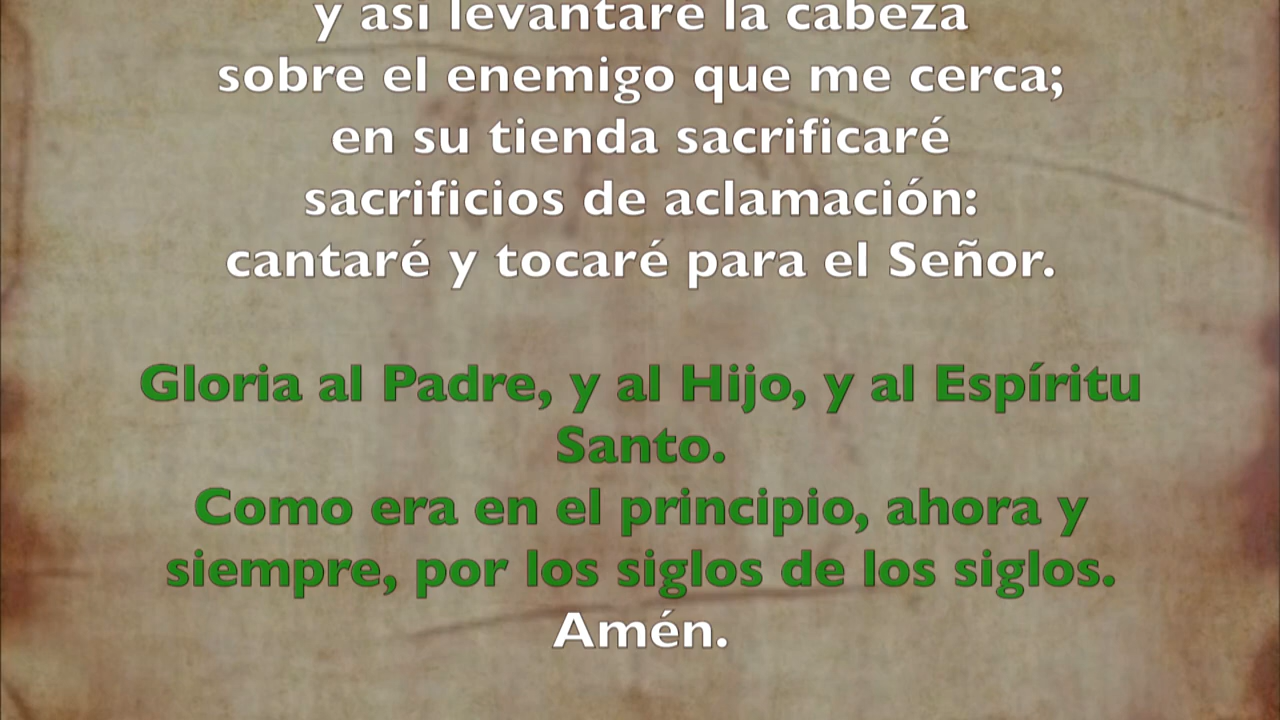 y así levantaré la cabeza
sobre el enemigo que me cerca;
en su tienda sacrificaré
sacrificios de aclamación:
cantaré y tocaré para el Señor.
Gloria al Padre, y al Hijo, y al Espíritu
Santo.
Como era en el principio, ahora y
siempre, por los siglos de los siglos.
Amén.